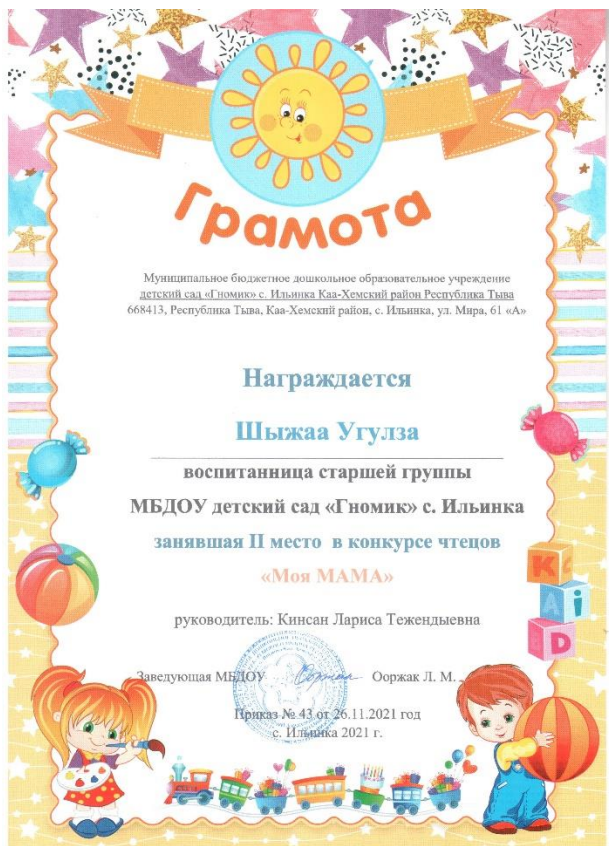 Грамота
Муниципальное бюджетное дошкольное образовательное учреждение
детский сад «Гномик» с. Ильинка Каа-Хемский район Республика Тыва
668413, Республика Тыва, Каа-Хемский район, с. Ильинка, ул. Мира, 61 «А»
Награждается
Шыжаа Угулза
воспитанница старшей группы
МБДОУ детский сад «Гномик» с. Ильинка
занявшая II место в конкурсе чтецов
«Моя МАМА»
руководитель: Кинсан Лариса Тежендыевна
Заведующая МБДОУ Ооржак Л. М.
Приказ № 43 от 26.11.2021 год
с. Ильинка 2021 г.
K
A
i
D